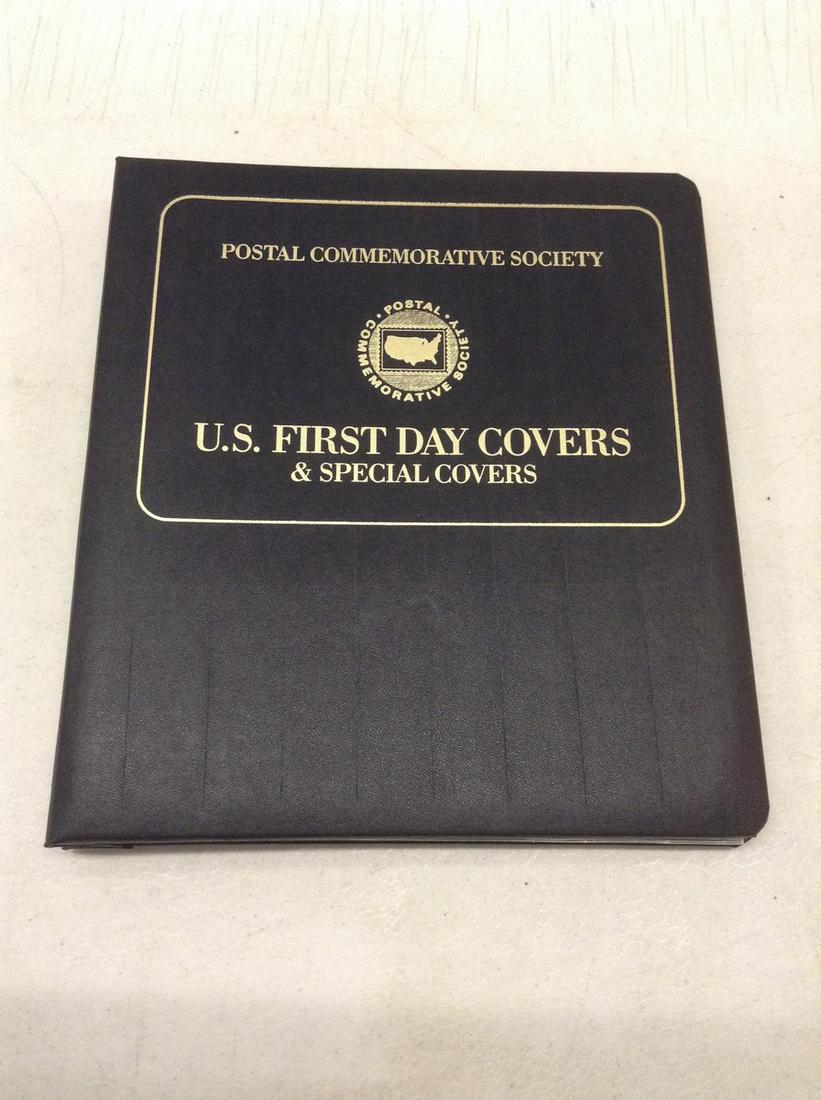 POSTAL COMMEMORATIVE SOCIETY
• POSTAL •
COMMEMORATIVE SOCIETY
U.S. FIRST DAY COVERS
& SPECIAL COVERS